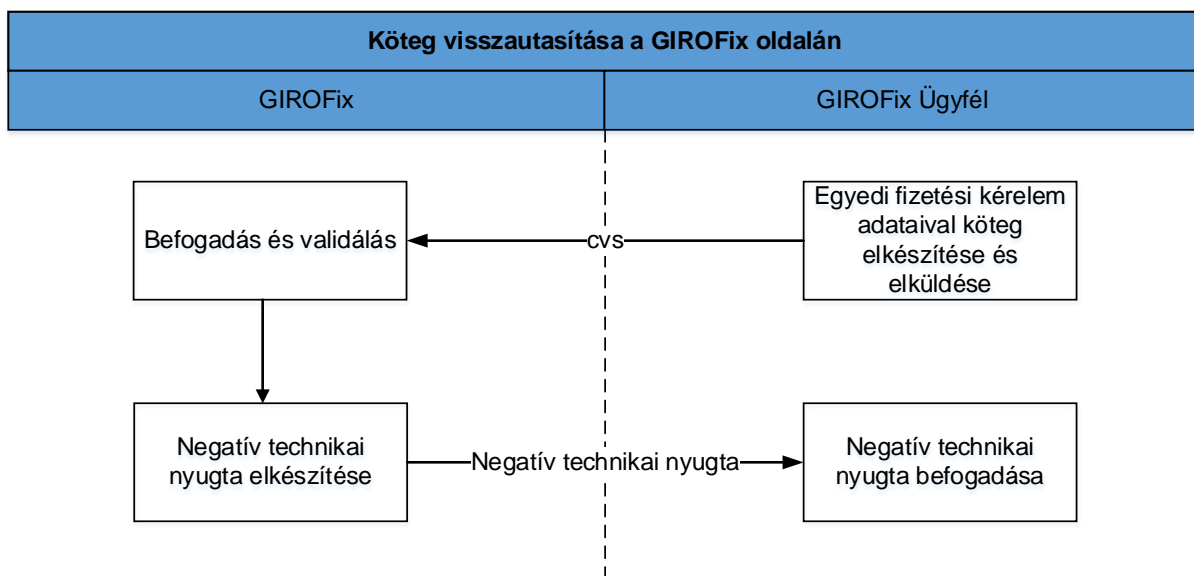 Köteg visszautasítása a GIROFix oldalán
GIROFix
GIROFix Ügyfél
Befogadás és validálás
cvs
Egyedi fizetési kérelem
adataival köteg
elkészítése és
elküldése
Negatív technikai
nyugta elkészítése
Negatív technikai nyugta
Negatív technikai
nyugta befogadása